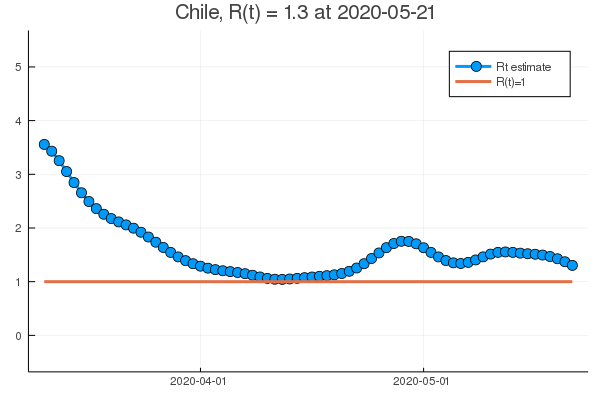 Chile, R(t) = 1.3 at 2020-05-21
5
4
3
2
1
0
Rt estimate
R(t)=1
2020-04-01
2020-05-01